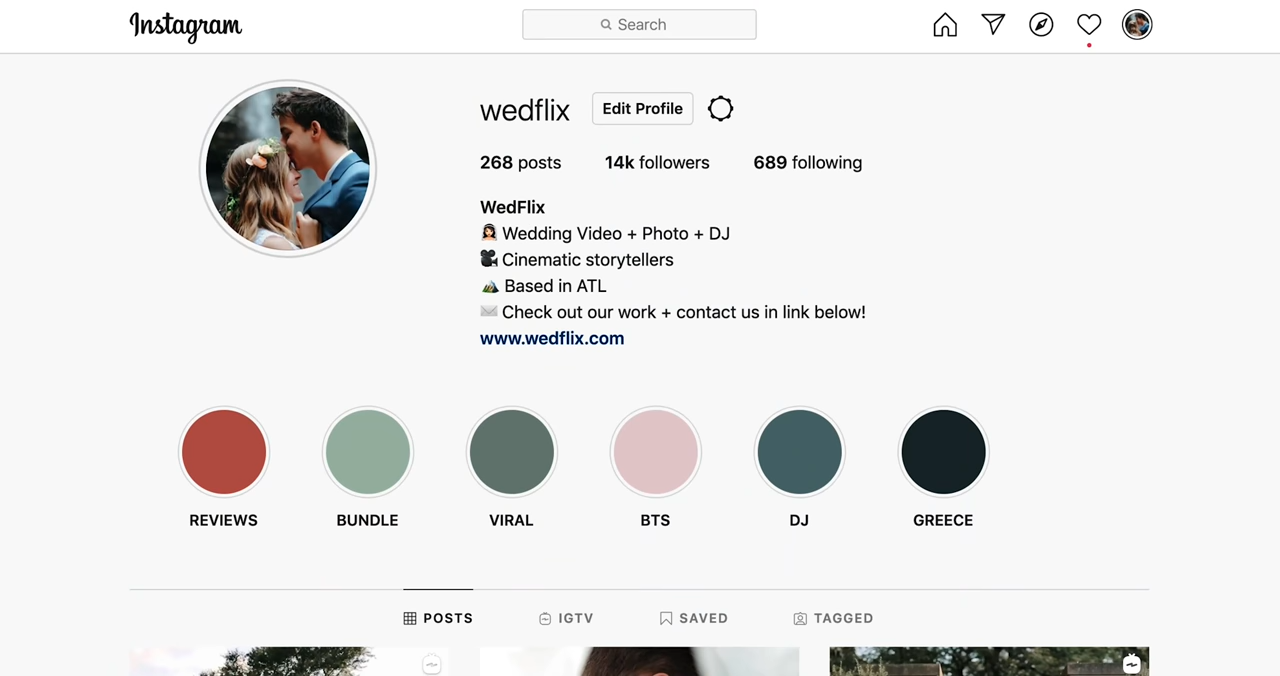 Instagram
Search
wedflix Edit Profile
268 posts 14k followers 689 following
WedFlix
👰🏻 Wedding Video + Photo + DJ
🎥 Cinematic storytellers
🏔️ Based in ATL
✉️ Check out our work + contact us in link below!
www.wedflix.com
REVIEWS BUNDLE VIRAL BTS DJ GREECE
POSTS IGTV SAVED TAGGED